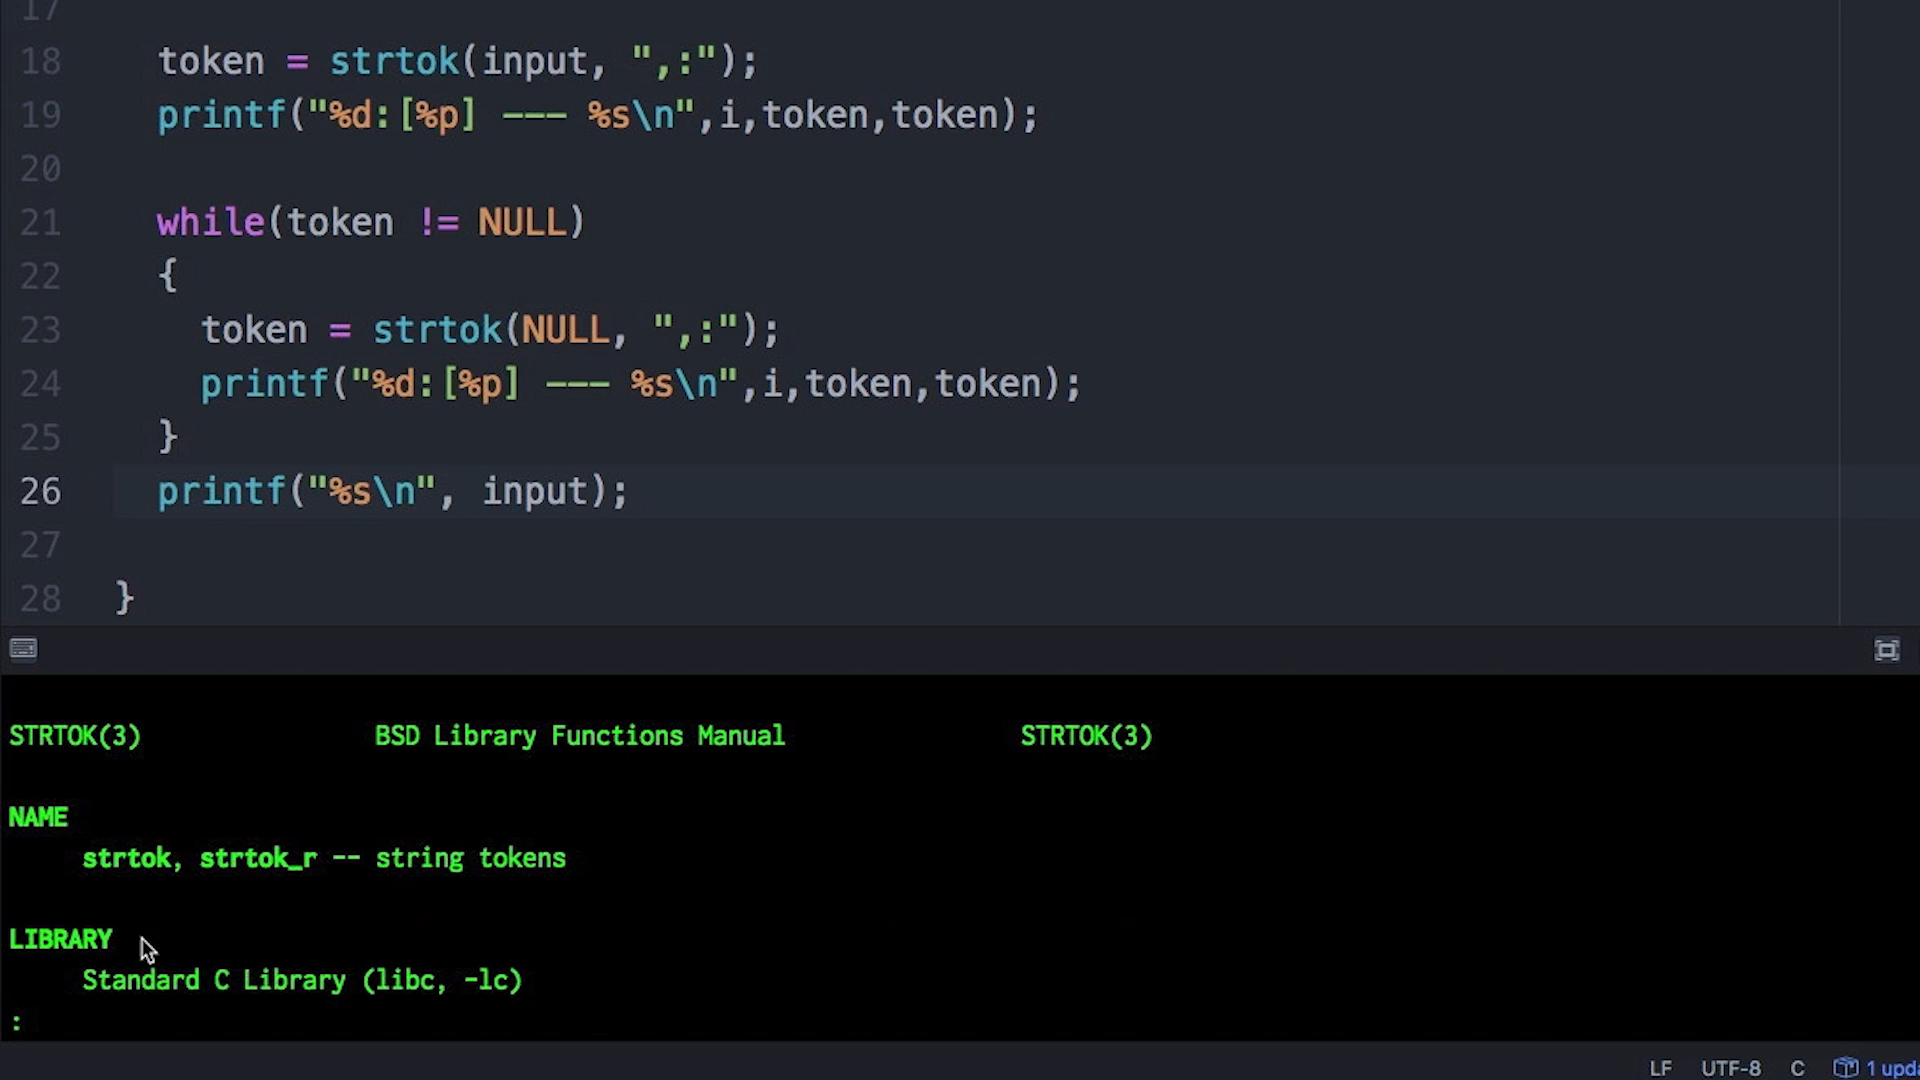 17
18 token = strtok(input, ",:");
19 printf("%d:[%p] --- %s\n",i,token,token);
20
21 while(token != NULL)
22 {
23 token = strtok(NULL, ",:");
24 printf("%d:[%p] --- %s\n",i,token,token);
25 }
26 printf("%s\n", input);
27
28 }
STRTOK(3) BSD Library Functions Manual STRTOK(3)
NAME
strtok, strtok_r -- string tokens
LIBRARY
Standard C Library (libc, -lc)
:
LF UTF-8 C 1 upda